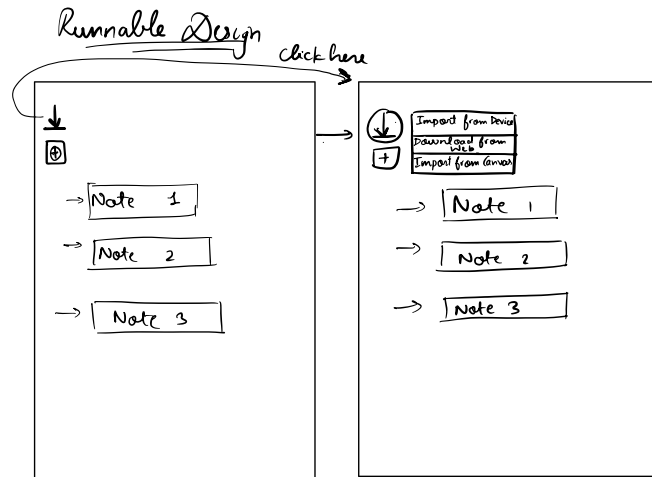 Runnable Design
Click here
Note 1
Note 2
Note 3
Import from Device
Download from
Web
Import from Canvas
Note 1
Note 2
Note 3